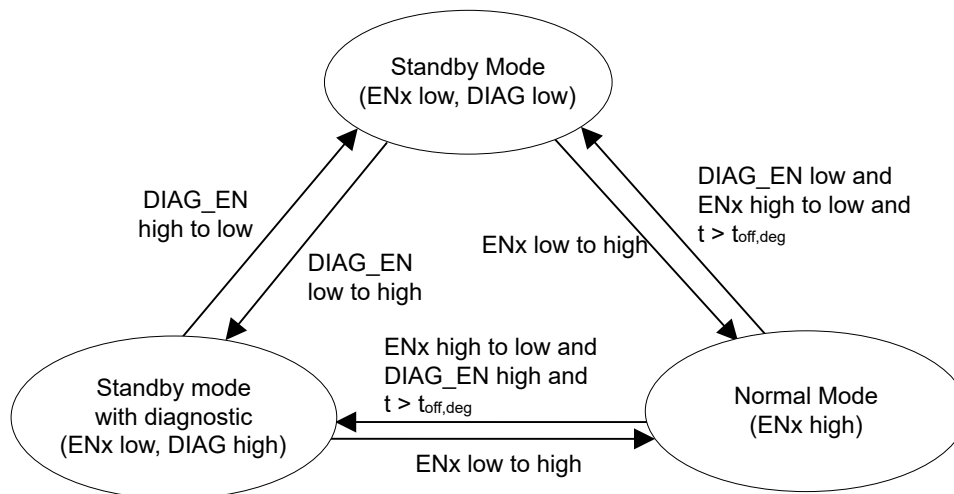 Standby Mode
(ENx low, DIAG low)
DIAG_EN
high to low
DIAG_EN
low to high
ENx low to high
DIAG_EN low and
ENx high to low and
t > toff,deg
ENx high to low and
DIAG_EN high and
t > toff,deg
ENx low to high
Standby mode
with diagnostic
(ENx low, DIAG high)
Normal Mode
(ENx high)